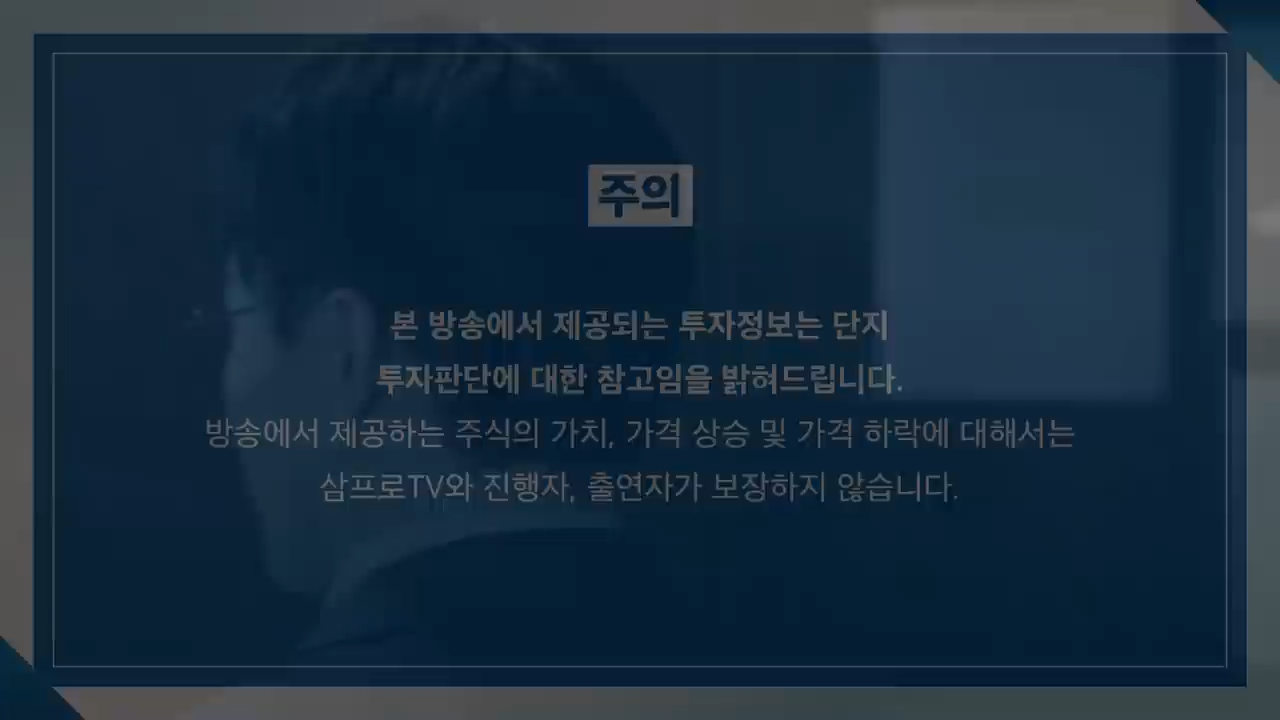 주의
본 방송에서 제공되는 투자정보는 단지
투자판단에 대한 참고임을 밝혀드립니다.
방송에서 제공하는 주식의 가치, 가격 상승 및 가격 하락에 대해서는
삼프로TV와 진행자, 출연자가 보장하지 않습니다.